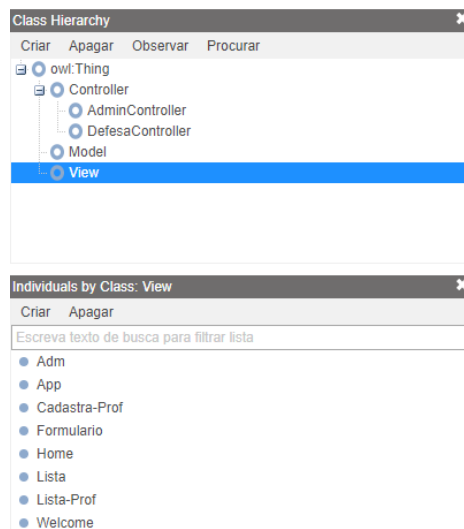 Class Hierarchy
Criar Apagar Observar Procurar
owl:Thing
Controller
AdminController
DefesaController
Model
View
Individuals by Class: View
Criar Apagar
Escreva texto de busca para filtrar lista
Adm
App
Cadastra-Prof
Formulario
Home
Lista
Lista-Prof
Welcome